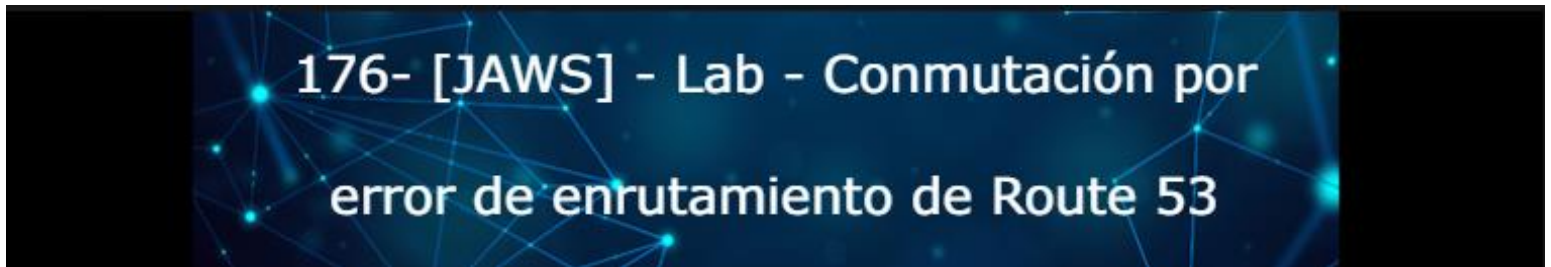 176- [JAWS] - Lab - Conmutación por
error de enrutamiento de Route 53